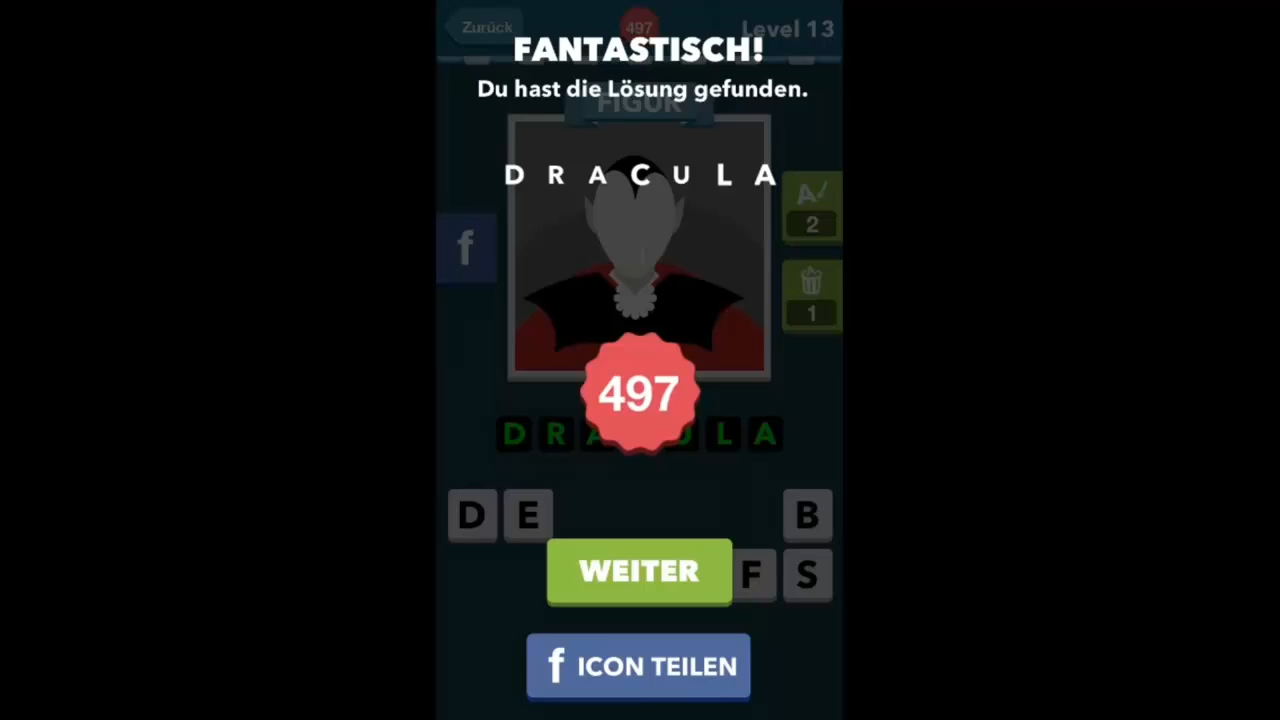 Zurück
497
Level 13
FANTASTISCH!
Du hast die Lösung gefunden.
FIGUR
D R A C U L A
A
2
f
1
497
D R A U L A
D E B
WEITER
F S
f ICON TEILEN